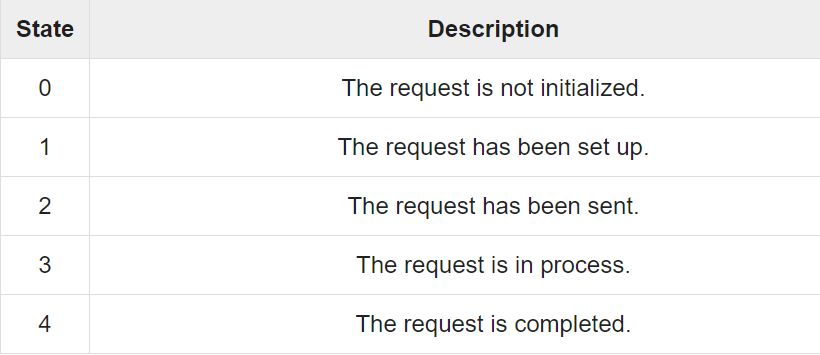 State Description
0 The request is not initialized.
1 The request has been set up.
2 The request has been sent.
3 The request is in process.
4 The request is completed.